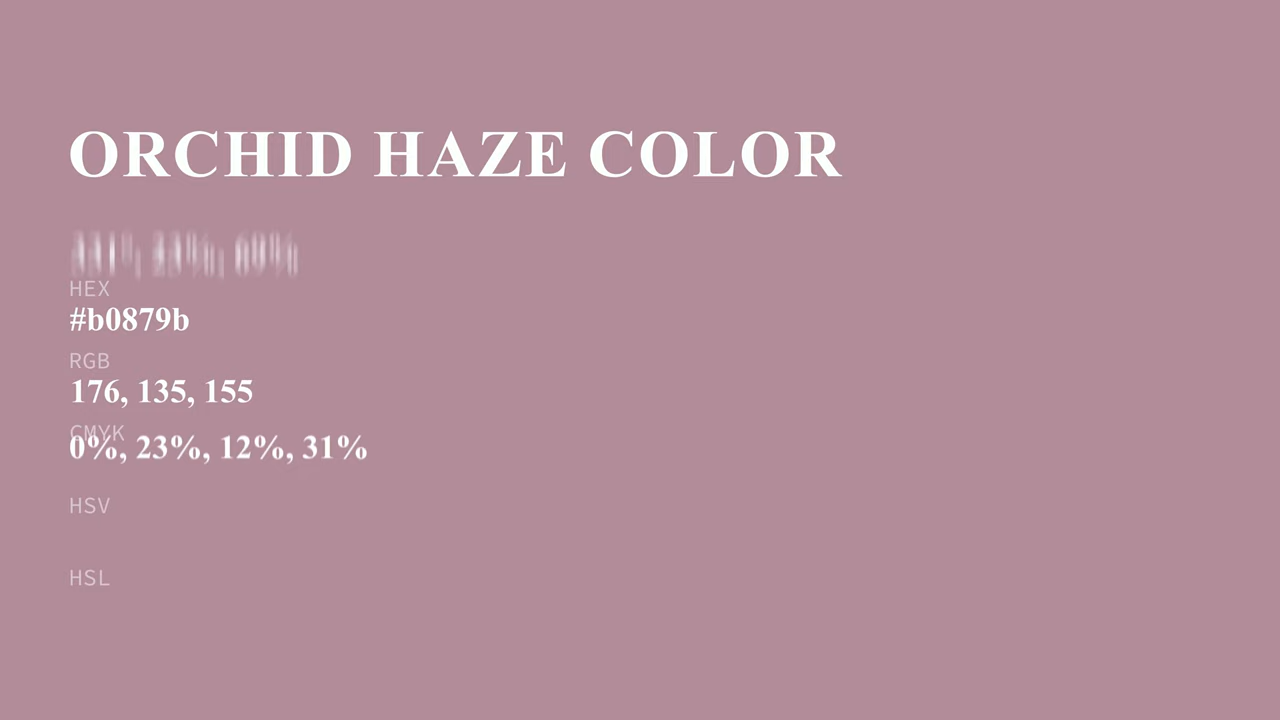 ORCHID HAZE COLOR
HEX
#b0879b
RGB
176, 135, 155
CMYK
0%, 23%, 12%, 31%
HSV
HSL